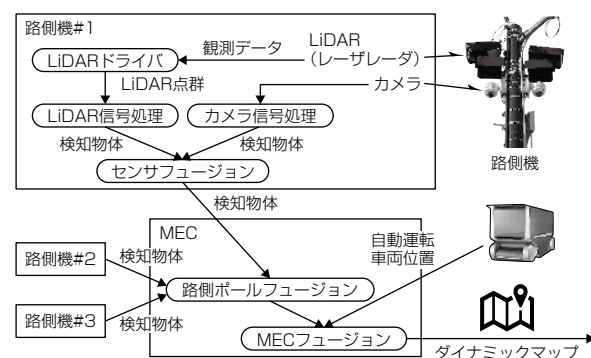 路側機#1
LiDARドライバ
観測データ
LiDAR
（レーザレーダ）
LiDAR点群
カメラ
LiDAR信号処理
カメラ信号処理
検知物体
検知物体
センサフュージョン
路側機
検知物体
MEC
自動運転
車両位置
路側機#2
検知物体
路側ポールフュージョン
路側機#3
検知物体
MECフュージョン
ダイナミックマップ